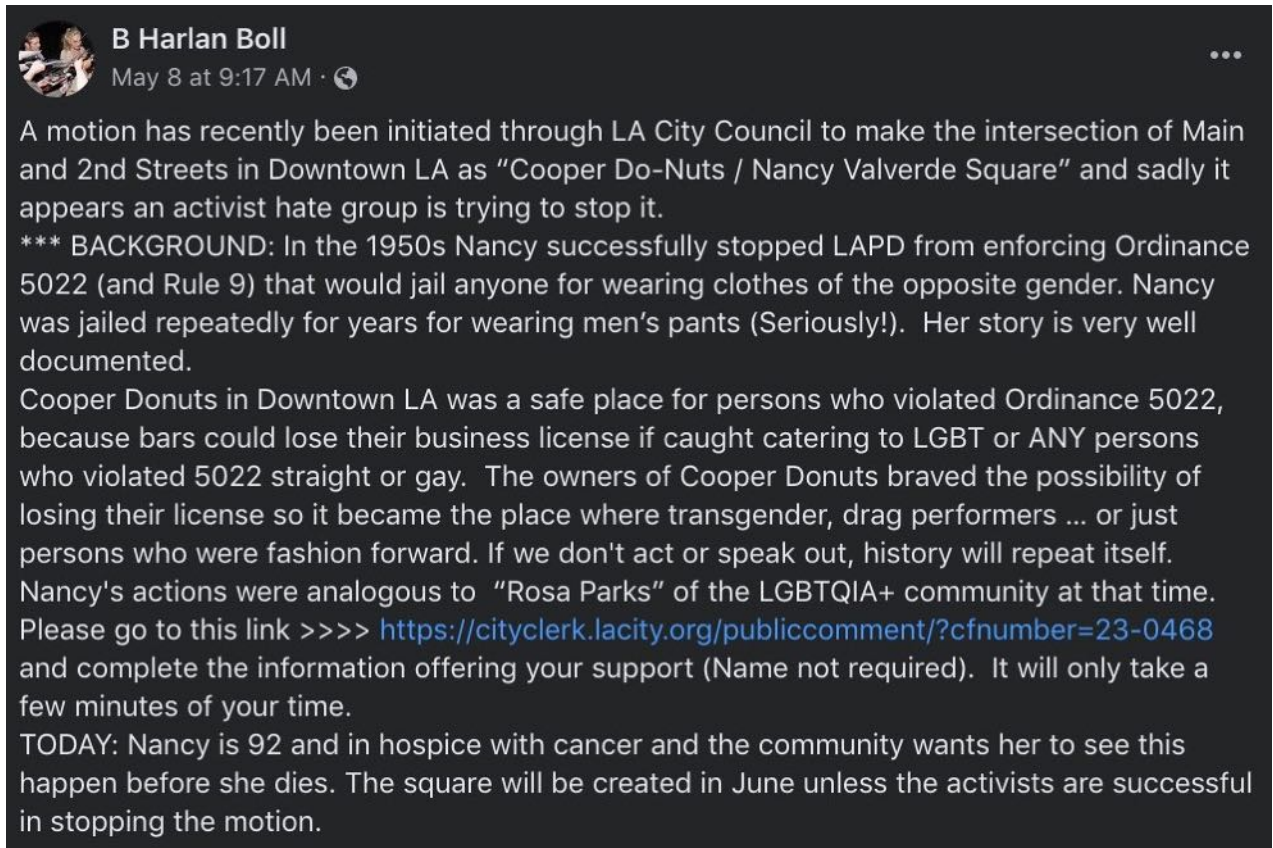 B Harlan Boll
May 8 at 9:17 AM ·
A motion has recently been initiated through LA City Council to make the intersection of Main
and 2nd Streets in Downtown LA as “Cooper Do-Nuts / Nancy Valverde Square” and sadly it
appears an activist hate group is trying to stop it.
*** BACKGROUND: In the 1950s Nancy successfully stopped LAPD from enforcing Ordinance
5022 (and Rule 9) that would jail anyone for wearing clothes of the opposite gender. Nancy
was jailed repeatedly for years for wearing men’s pants (Seriously!).  Her story is very well
documented.
Cooper Donuts in Downtown LA was a safe place for persons who violated Ordinance 5022,
because bars could lose their business license if caught catering to LGBT or ANY persons
who violated 5022 straight or gay.  The owners of Cooper Donuts braved the possibility of
losing their license so it became the place where transgender, drag performers ... or just
persons who were fashion forward. If we don't act or speak out, history will repeat itself.
Nancy's actions were analogous to  “Rosa Parks” of the LGBTQIA+ community at that time.
Please go to this link >>>> https://cityclerk.lacity.org/publiccomment/?cfnumber=23-0468
and complete the information offering your support (Name not required).  It will only take a
few minutes of your time.
TODAY: Nancy is 92 and in hospice with cancer and the community wants her to see this
happen before she dies. The square will be created in June unless the activists are successful
in stopping the motion.